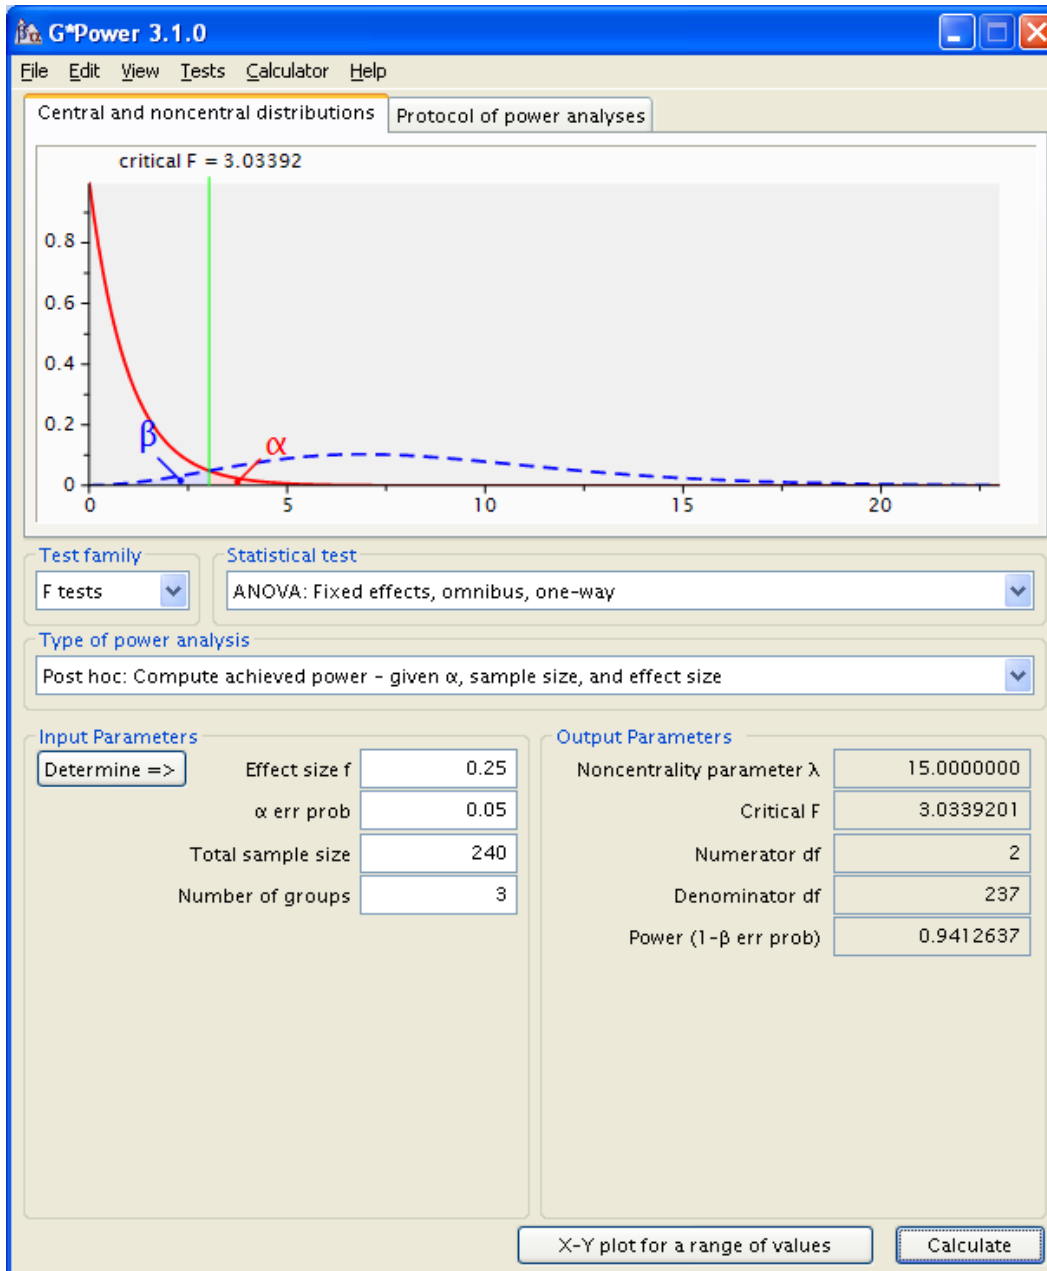 G*Power 3.1.0
File Edit View Tests Calculator Help
Central and noncentral distributions Protocol of power analyses
critical F = 3.03392
0.8
0.6
0.4
0.2
0
β α
0 5 10 15 20
Test family Statistical test
F tests ANOVA: Fixed effects, omnibus, one-way
Type of power analysis
Post hoc: Compute achieved power - given α, sample size, and effect size
Input Parameters Output Parameters
Determine => Effect size f 0.25 Noncentrality parameter λ 15.0000000
α err prob 0.05 Critical F 3.0339201
Total sample size 240 Numerator df 2
Number of groups 3 Denominator df 237
Power (1-β err prob) 0.9412637
X-Y plot for a range of values Calculate